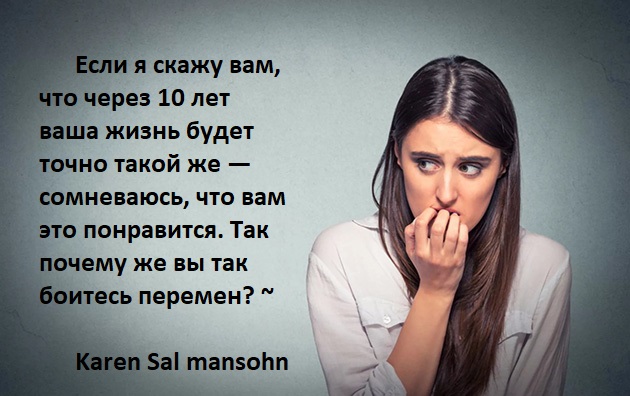 Если я скажу вам,
что через 10 лет
ваша жизнь будет
точно такой же —
сомневаюсь, что вам
это понравится. Так
почему же вы так
боитесь перемен? ~
Karen Sal mansohn